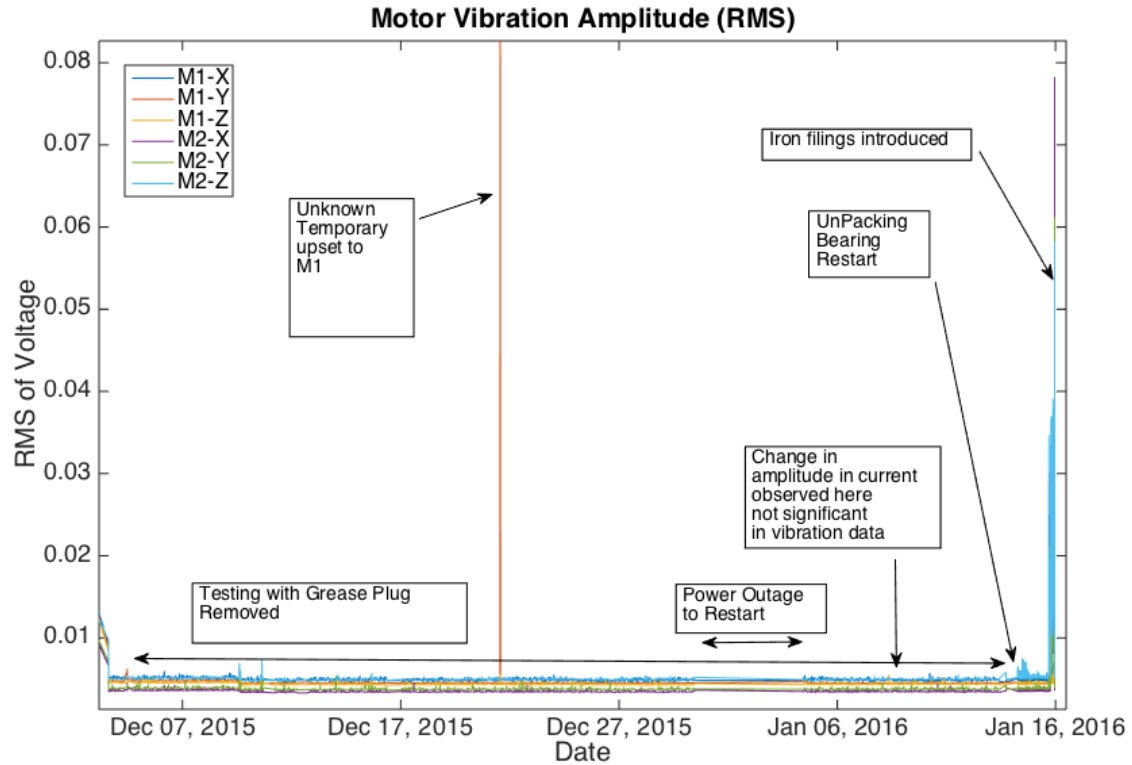 Motor Vibration Amplitude (RMS)
0.08
0.07
0.06
0.05
0.04
0.03
0.02
0.01
RMS of Voltage
M1-X
M1-Y
M1-Z
M2-X
M2-Y
M2-Z
Unknown
Temporary
upset to
M1
Iron filings introduced
UnPacking
Bearing
Restart
Change in
amplitude in current
observed here
not significant
in vibration data
Testing with Grease Plug
Removed
Power Outage
to Restart
Dec 07, 2015
Dec 17, 2015
Dec 27, 2015
Jan 06, 2016
Jan 16, 2016
Date